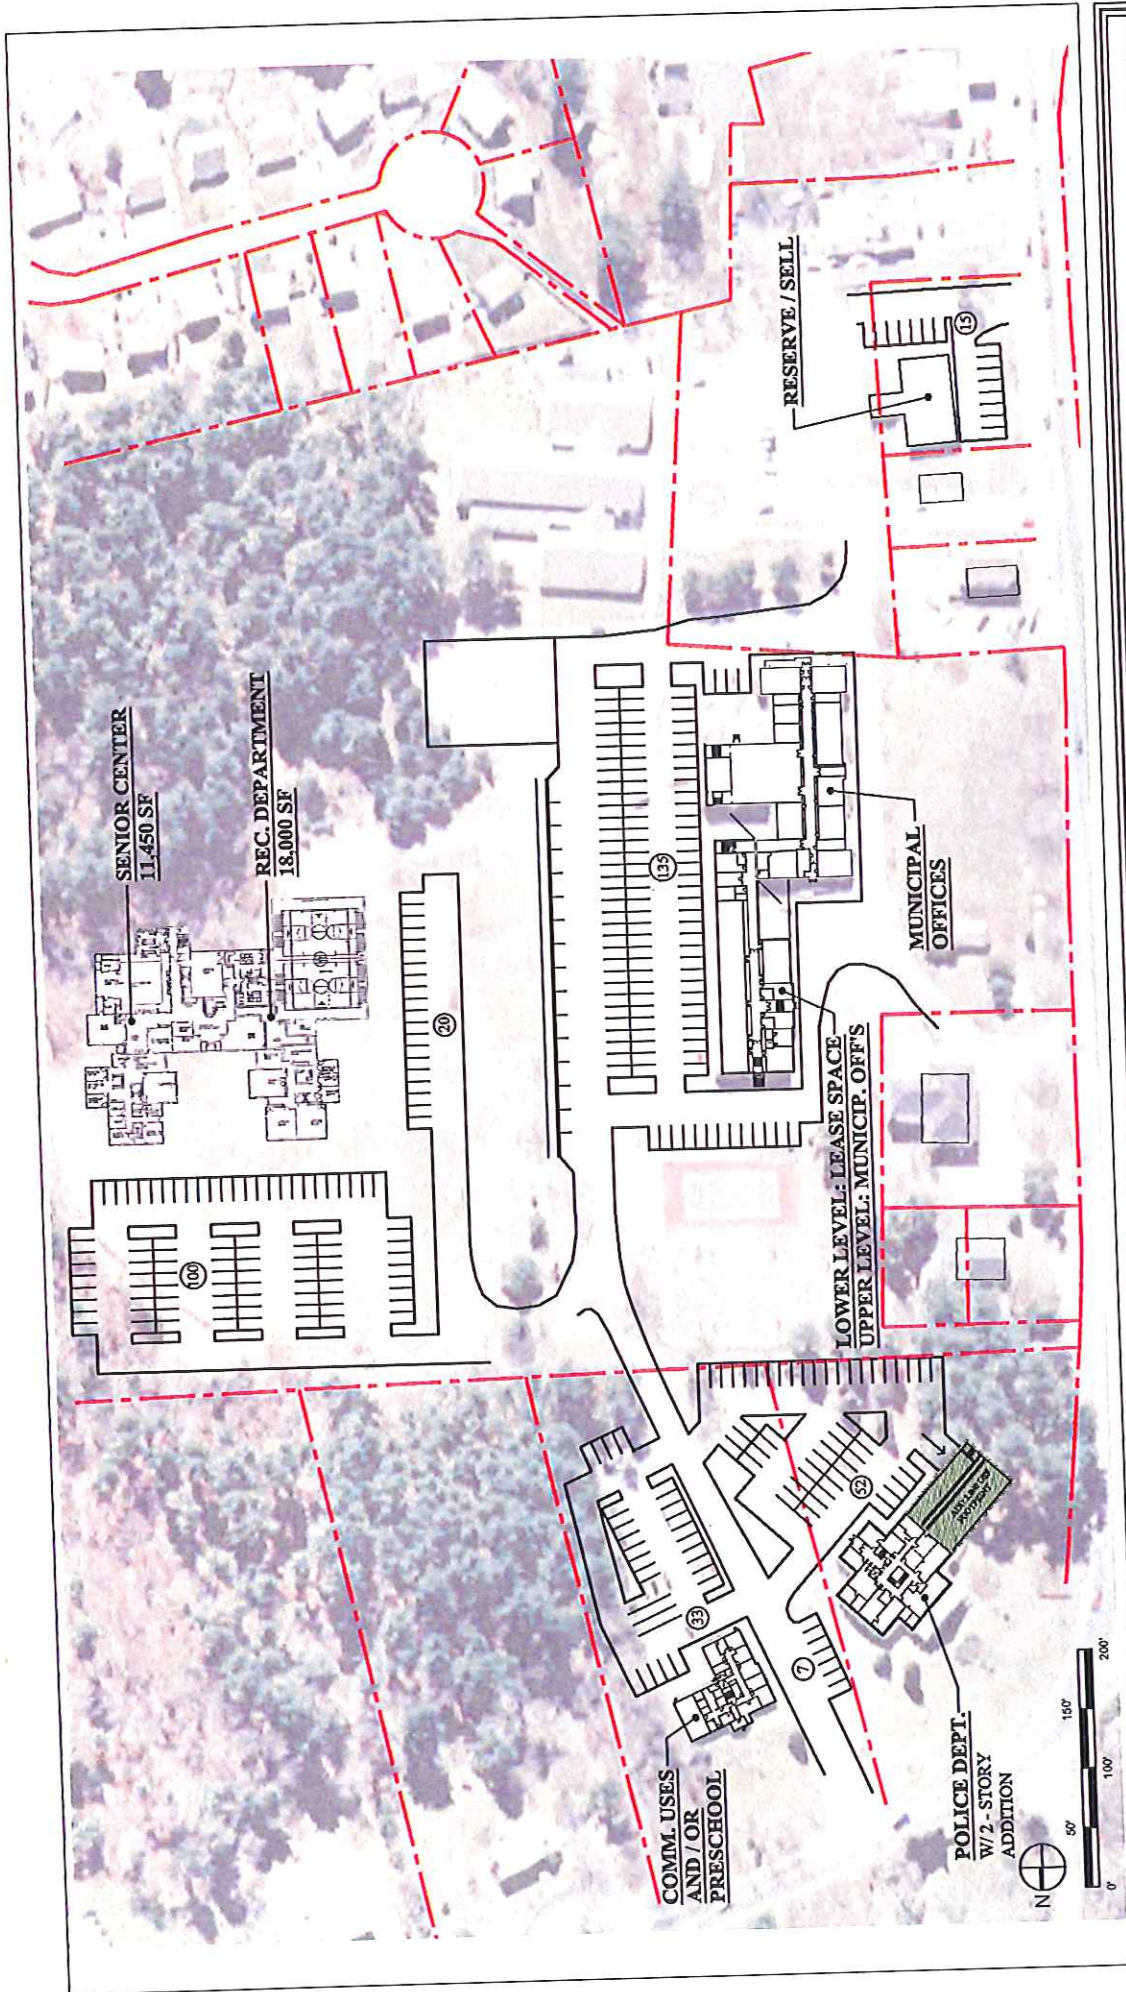 SENIOR CENTER
11,450 SF
REC. DEPARTMENT
18,000 SF
RESERVE / SELL
15
100
20
135
MUNICIPAL
OFFICES
LOWER LEVEL: LEASE SPACE
UPPER LEVEL: MUNICIP. OFF'S
COMM. USES
AND / OR
PRESCHOOL
33
7
52
POLICE DEPT.
W/ 2 - STORY
ADDITION
N
0'
50'
100'
150'
200'